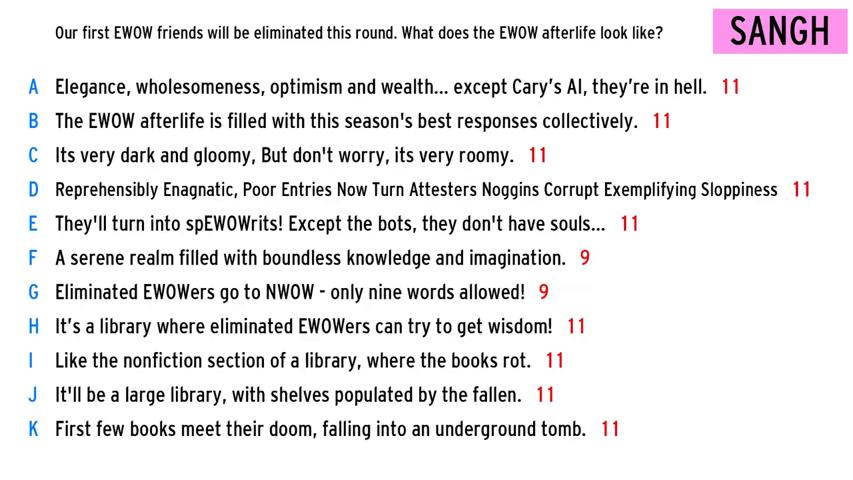 Our first EWOW friends will be eliminated this round. What does the EWOW afterlife look like?
SANGH
A Elegance, wholesomeness, optimism and wealth... except Cary's AI, they're in hell. 11
B The EWOW afterlife is filled with this season's best responses collectively. 11
C Its very dark and gloomy, But don't worry, its very roomy. 11
D Reprehensibly Enagnatic, Poor Entries Now Turn Attesters Noggins Corrupt Exemplifying Sloppiness 11
E They'll turn into spEWOWrits! Except the bots, they don't have souls... 11
F A serene realm filled with boundless knowledge and imagination. 9
G Eliminated EWOWers go to NWOW - only nine words allowed! 9
H It's a library where eliminated EWOWers can try to get wisdom! 11
I Like the nonfiction section of a library, where the books rot. 11
J It'll be a large library, with shelves populated by the fallen. 11
K First few books meet their doom, falling into an underground tomb. 11